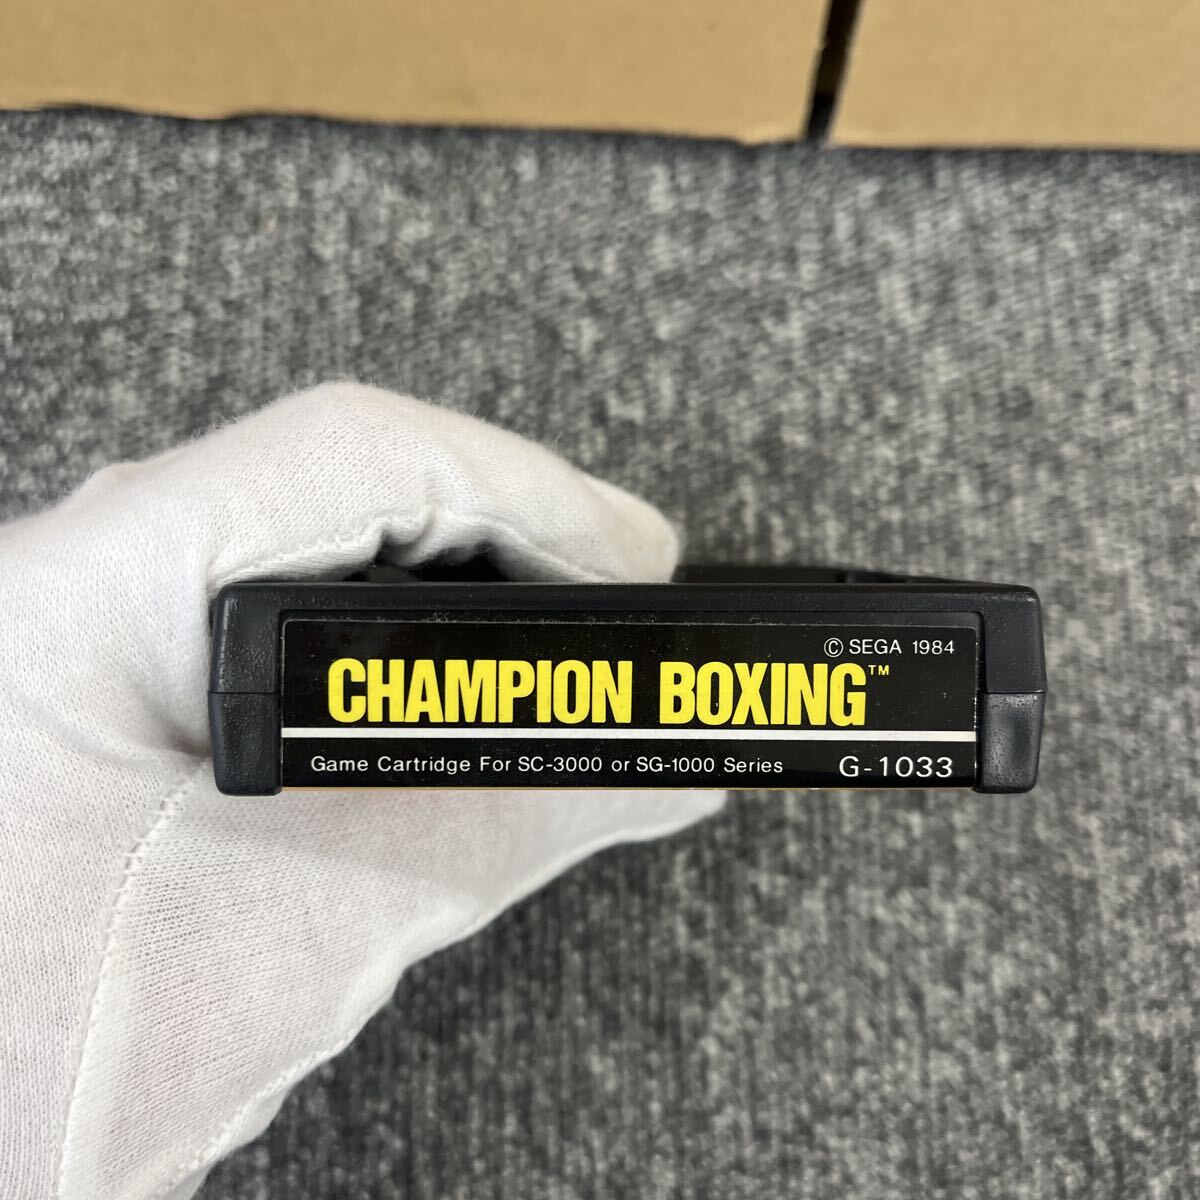 © SEGA 1984
CHAMPION BOXING™
Game Cartridge For SC-3000 or SG-1000 Series G-1033